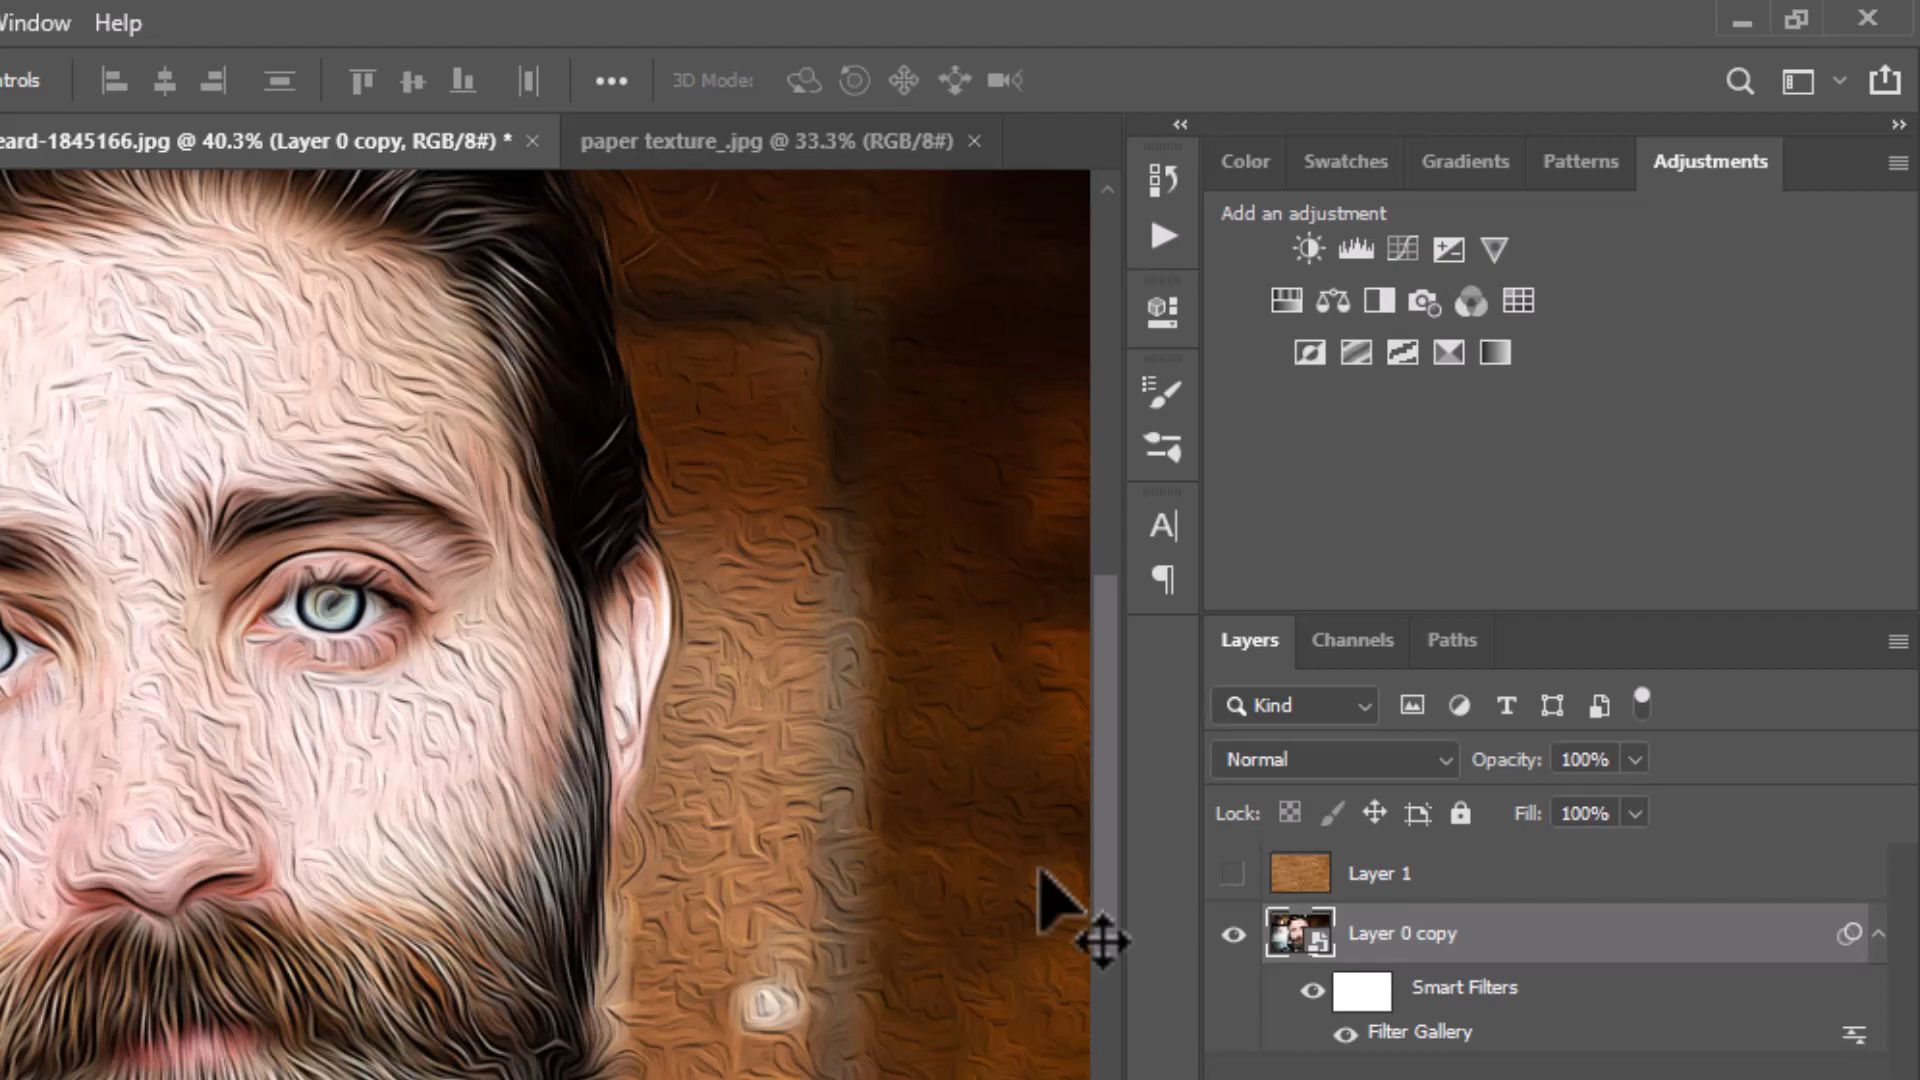 Window Help
ntrols 3D Mode:
eard-1845166.jpg @ 40.3% (Layer 0 copy, RGB/8#) * paper texture_.jpg @ 33.3% (RGB/8#)
Color Swatches Gradients Patterns Adjustments
Add an adjustment
Layers Channels Paths
Kind
Normal Opacity: 100%
Lock: Fill: 100%
Layer 1
Layer 0 copy
Smart Filters
Filter Gallery